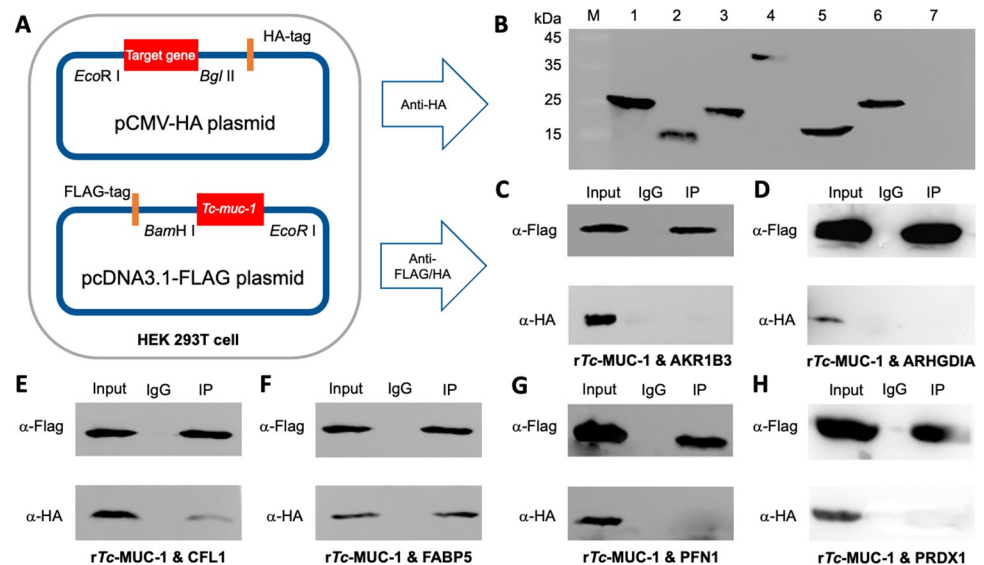 A
Target gene
HA-tag
EcoR I
Bgl II
pCMV-HA plasmid
FLAG-tag
Tc-muc-1
BamH I
EcoR I
pcDNA3.1-FLAG plasmid
HEK 293T cell
Anti-HA
Anti-
FLAG/HA
B
kDa M 1 2 3 4 5 6 7
45
35
25
15
C
Input IgG IP
α-Flag
α-HA
rTc-MUC-1 & AKR1B3
D
Input IgG IP
α-Flag
α-HA
rTc-MUC-1 & ARHGDIA
E
Input IgG IP
α-Flag
α-HA
rTc-MUC-1 & CFL1
F
Input IgG IP
α-Flag
α-HA
rTc-MUC-1 & FABP5
G
Input IgG IP
α-Flag
α-HA
rTc-MUC-1 & PFN1
H
Input IgG IP
α-Flag
α-HA
rTc-MUC-1 & PRDX1